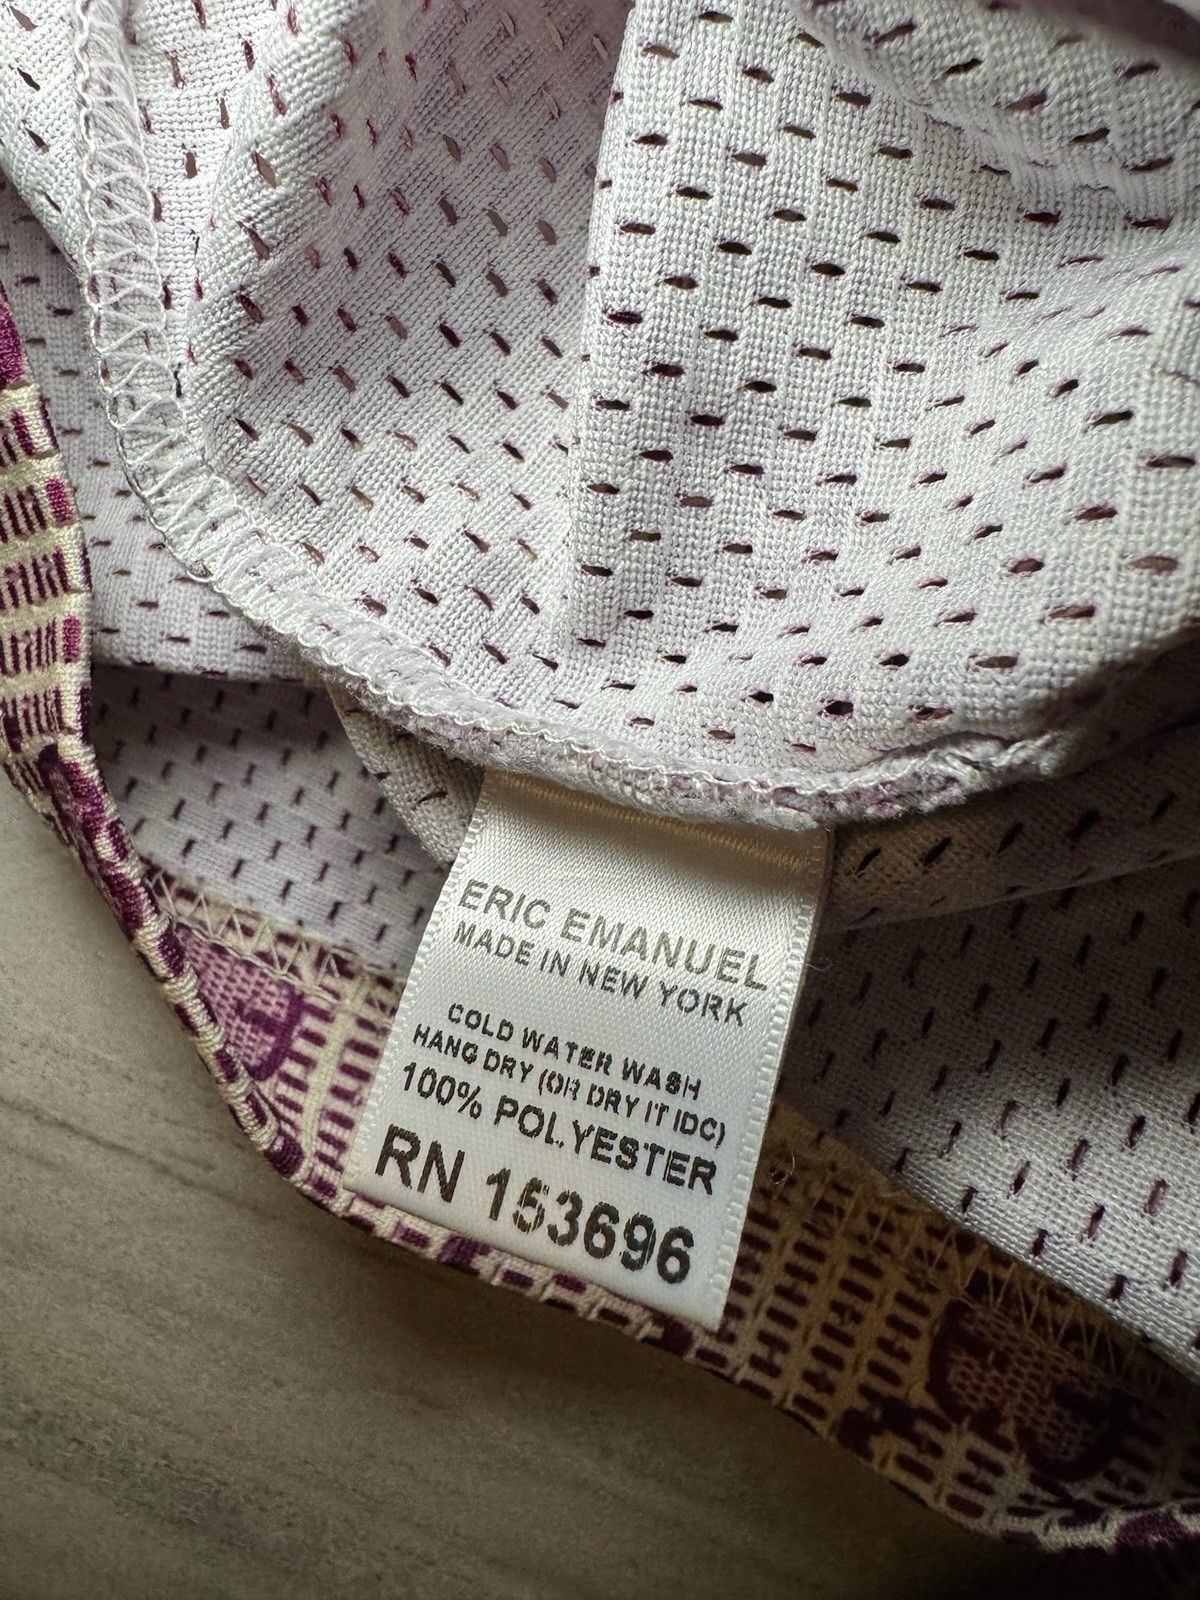 ERIC EMANUEL
MADE IN NEW YORK
COLD WATER WASH
HANG DRY (OR DRY IT IDC)
100% POLYESTER
RN 153696